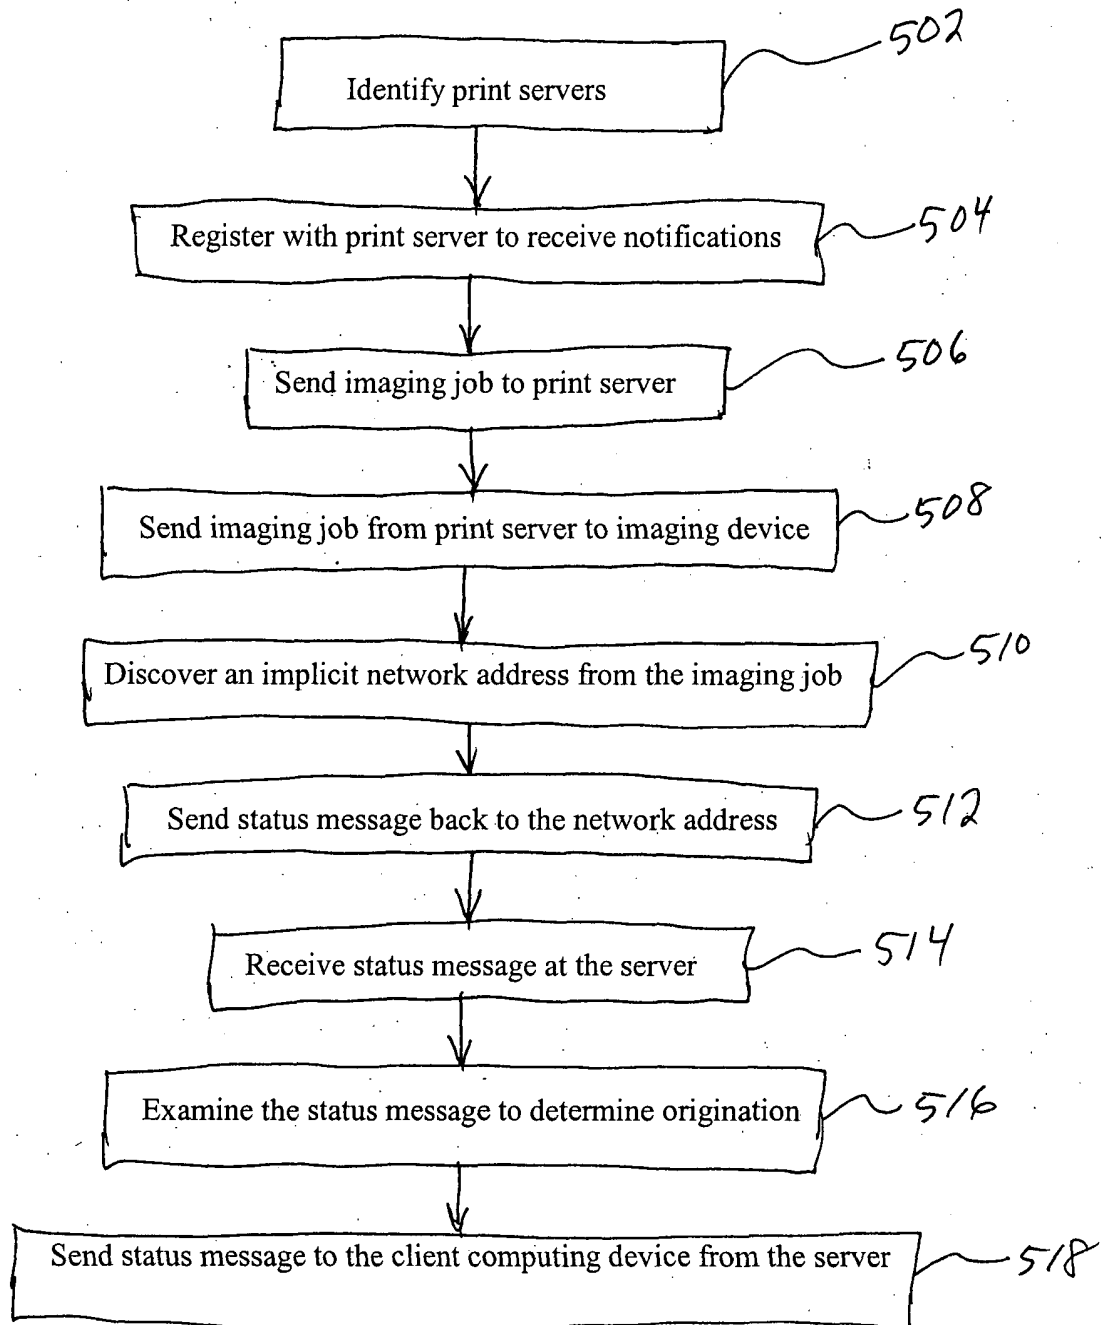 502
Identify print servers
504
Register with print server to receive notifications
506
Send imaging job to print server
508
Send imaging job from print server to imaging device
510
Discover an implicit network address from the imaging job
512
Send status message back to the network address
514
Receive status message at the server
516
Examine the status message to determine origination
518
Send status message to the client computing device from the server